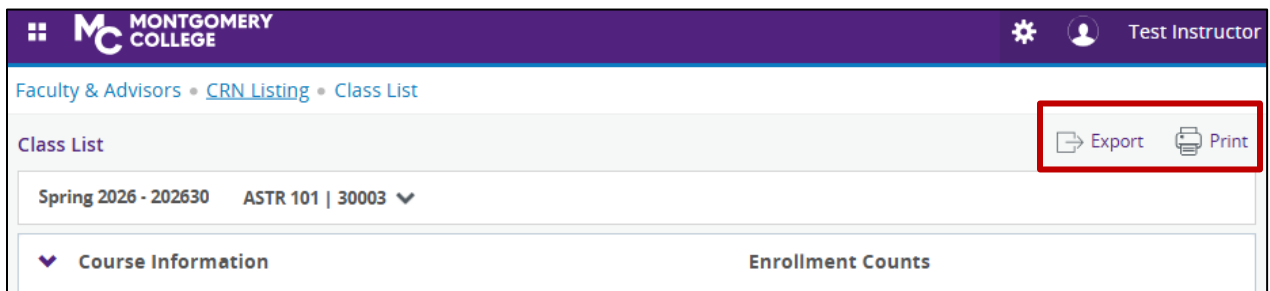 MC MONTGOMERY COLLEGE
Test Instructor
Faculty & Advisors • CRN Listing • Class List
Class List
Export
Print
Spring 2026 - 202630
ASTR 101 | 30003
Course Information
Enrollment Counts